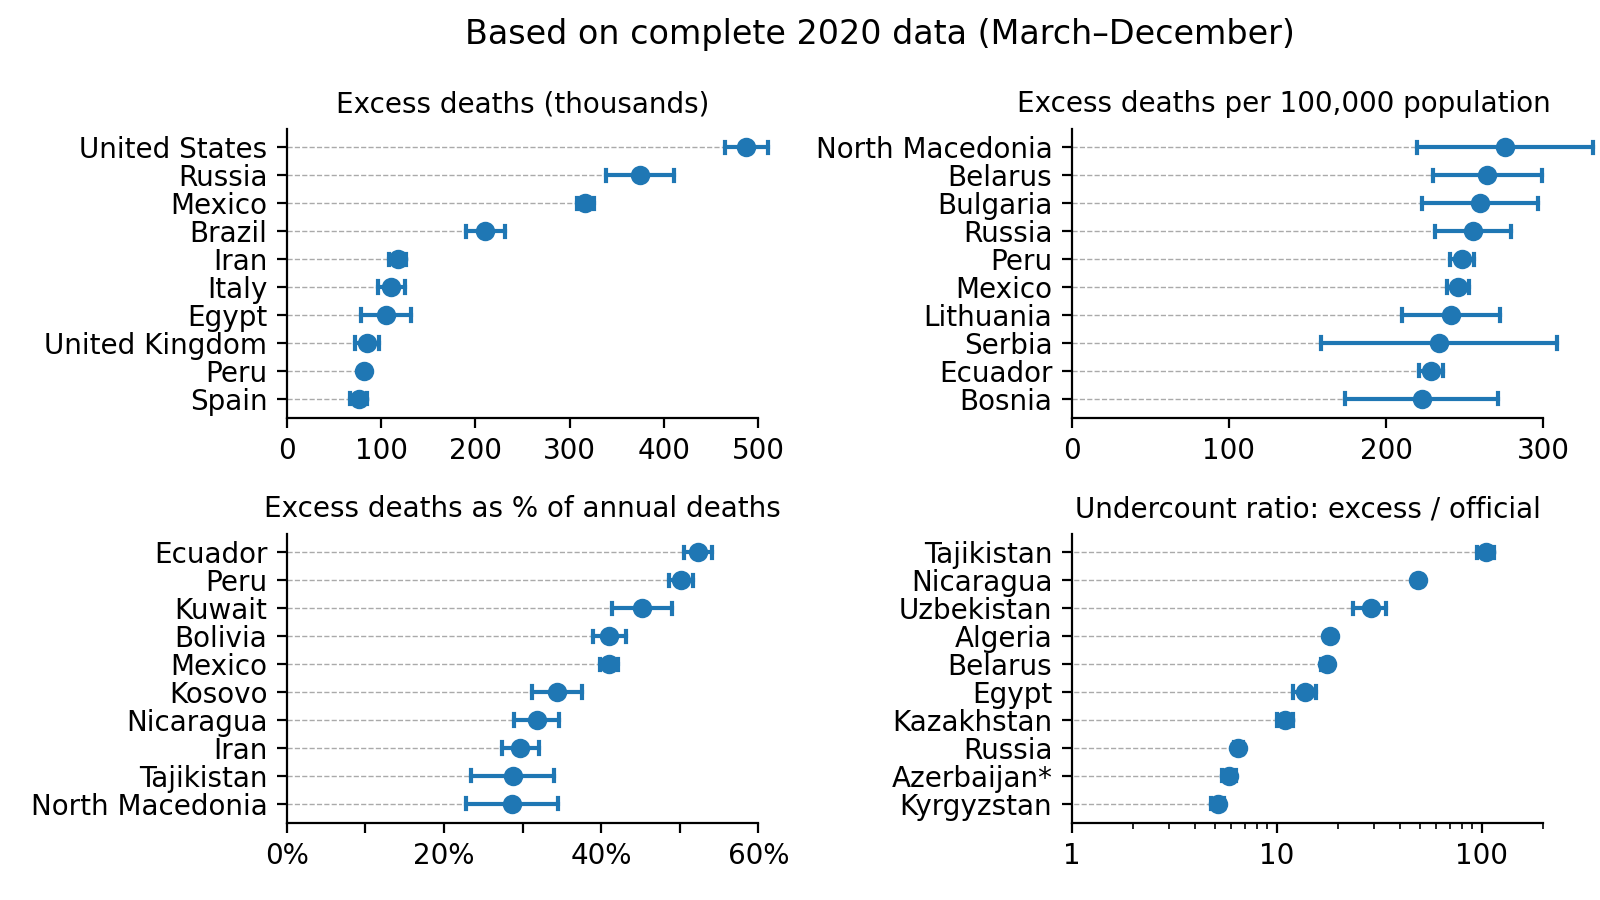 Based on complete 2020 data (March–December)
Excess deaths (thousands)
United States
Russia
Mexico
Brazil
Iran
Italy
Egypt
United Kingdom
Peru
Spain
0 100 200 300 400 500
Excess deaths per 100,000 population
North Macedonia
Belarus
Bulgaria
Russia
Peru
Mexico
Lithuania
Serbia
Ecuador
Bosnia
0 100 200 300
Excess deaths as % of annual deaths
Ecuador
Peru
Kuwait
Bolivia
Mexico
Kosovo
Nicaragua
Iran
Tajikistan
North Macedonia
0% 20% 40% 60%
Undercount ratio: excess / official
Tajikistan
Nicaragua
Uzbekistan
Algeria
Belarus
Egypt
Kazakhstan
Russia
Azerbaijan*
Kyrgyzstan
1 10 100